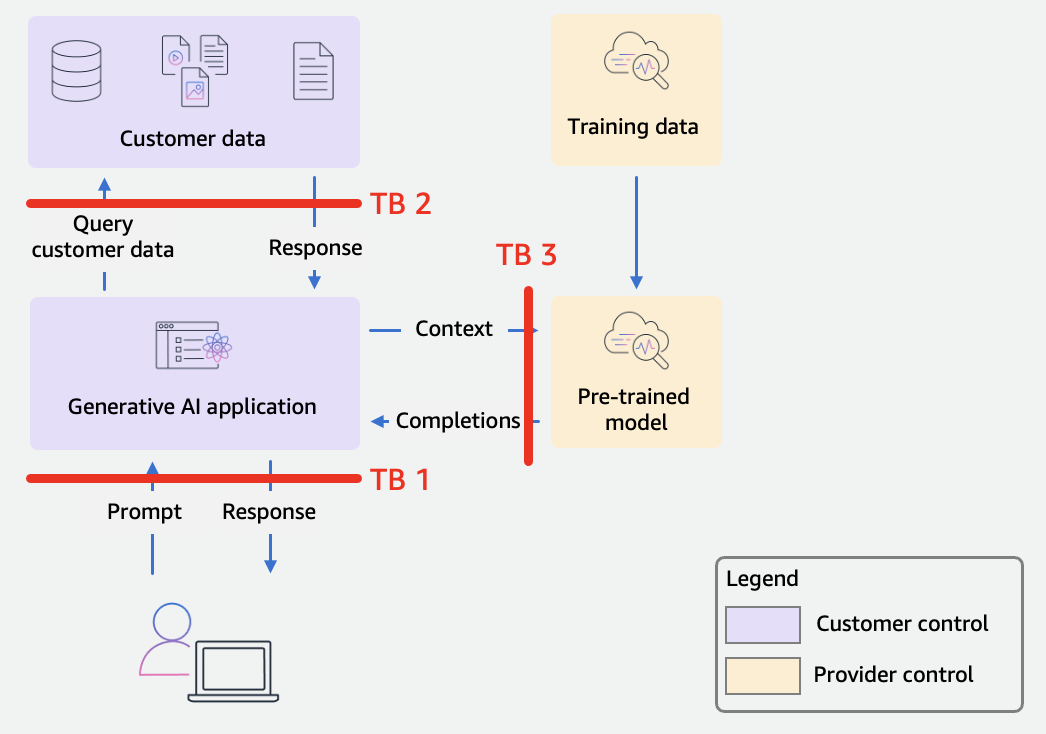 Customer data
Training data
TB 2
Query
customer data
Response
TB 3
Context
Generative AI application
Pre-trained
model
Completions
TB 1
Prompt
Response
Legend
Customer control
Provider control